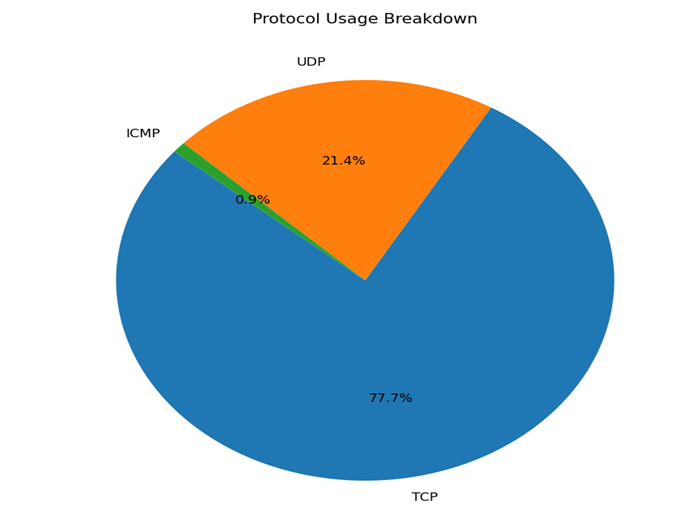 Protocol Usage Breakdown
UDP
ICMP
21.4%
0.9%
77.7%
TCP